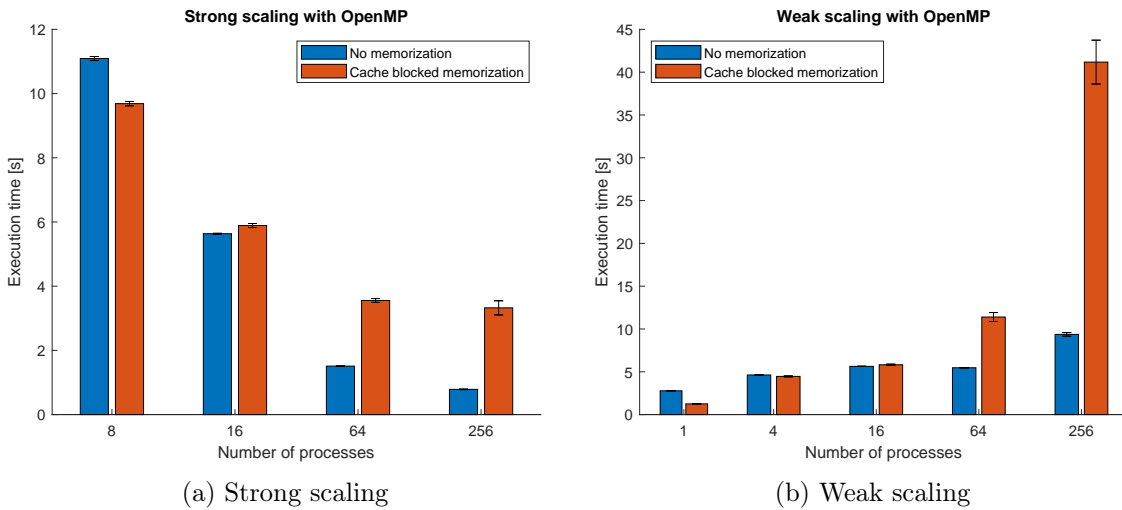 Strong scaling with OpenMP
No memorization
Cache blocked memorization
Execution time [s]
12
10
8
6
4
2
0
8 16 64 256
Number of processes
(a) Strong scaling
Weak scaling with OpenMP
No memorization
Cache blocked memorization
Execution time [s]
45
40
35
30
25
20
15
10
5
0
1 4 16 64 256
Number of processes
(b) Weak scaling